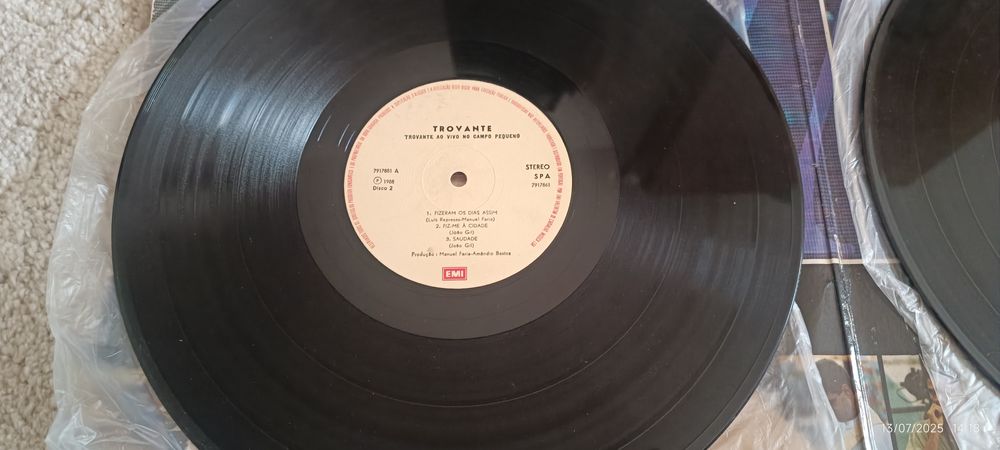 TROVANTE
TROVANTE AO VIVO NO CAMPO PEQUENO
7917881 A
℗ 1988
Disco 2
STEREO
SPA
7917861
1. FIZERAM OS DIAS ASSIM
(Luís Represas-Manuel Faria)
2. FIZ-ME À CIDADE
(João Gil)
3. SAUDADE
(João Gil)
Produção : Manuel Faria-Amândio Bastos
EMI
13/07/2025 14:18